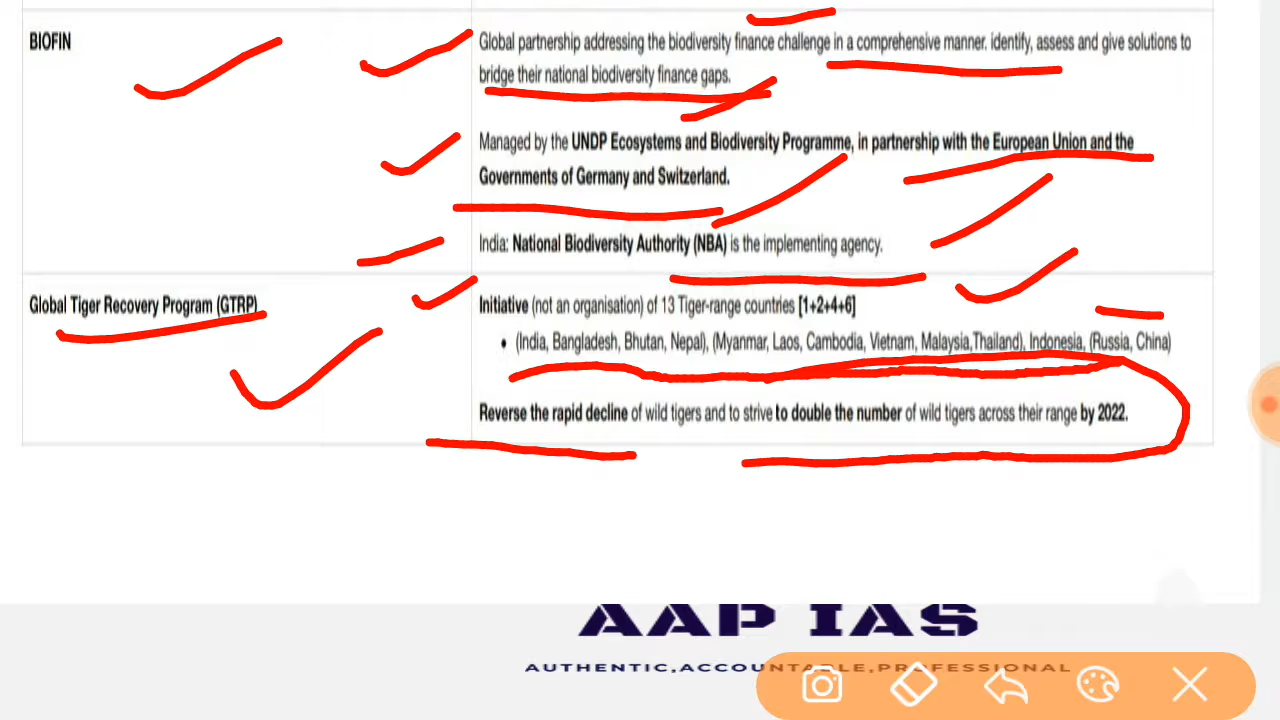 BIOFIN
Global partnership addressing the biodiversity finance challenge in a comprehensive manner. identify, assess and give solutions to
bridge their national biodiversity finance gaps.
Managed by the UNDP Ecosystems and Biodiversity Programme, in partnership with the European Union and the
Governments of Germany and Switzerland.
India: National Biodiversity Authority (NBA) is the implementing agency.
Global Tiger Recovery Program (GTRP)
Initiative (not an organisation) of 13 Tiger-range countries [1+2+4+6]
• (India, Bangladesh, Bhutan, Nepal), (Myanmar, Laos, Cambodia, Vietnam, Malaysia,Thailand), Indonesia, (Russia, China)
Reverse the rapid decline of wild tigers and to strive to double the number of wild tigers across their range by 2022.
AAP IAS
AUTHENTIC,ACCOUNTABLE,PROFESSIONAL